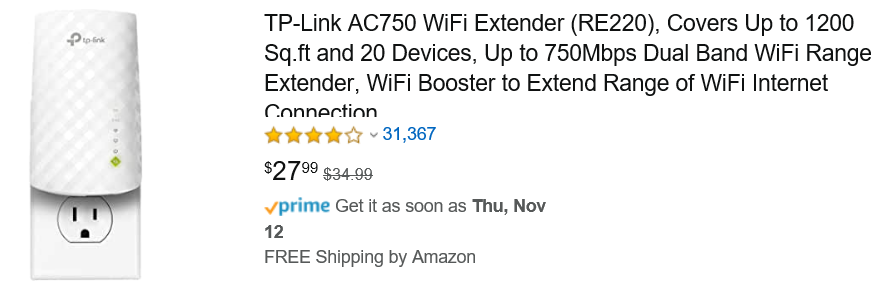 tp-link
TP-Link AC750 WiFi Extender (RE220), Covers Up to 1200
Sq.ft and 20 Devices, Up to 750Mbps Dual Band WiFi Range
Extender, WiFi Booster to Extend Range of WiFi Internet
Connection
31,367
$27.99 $34.99
prime Get it as soon as Thu, Nov
12
FREE Shipping by Amazon